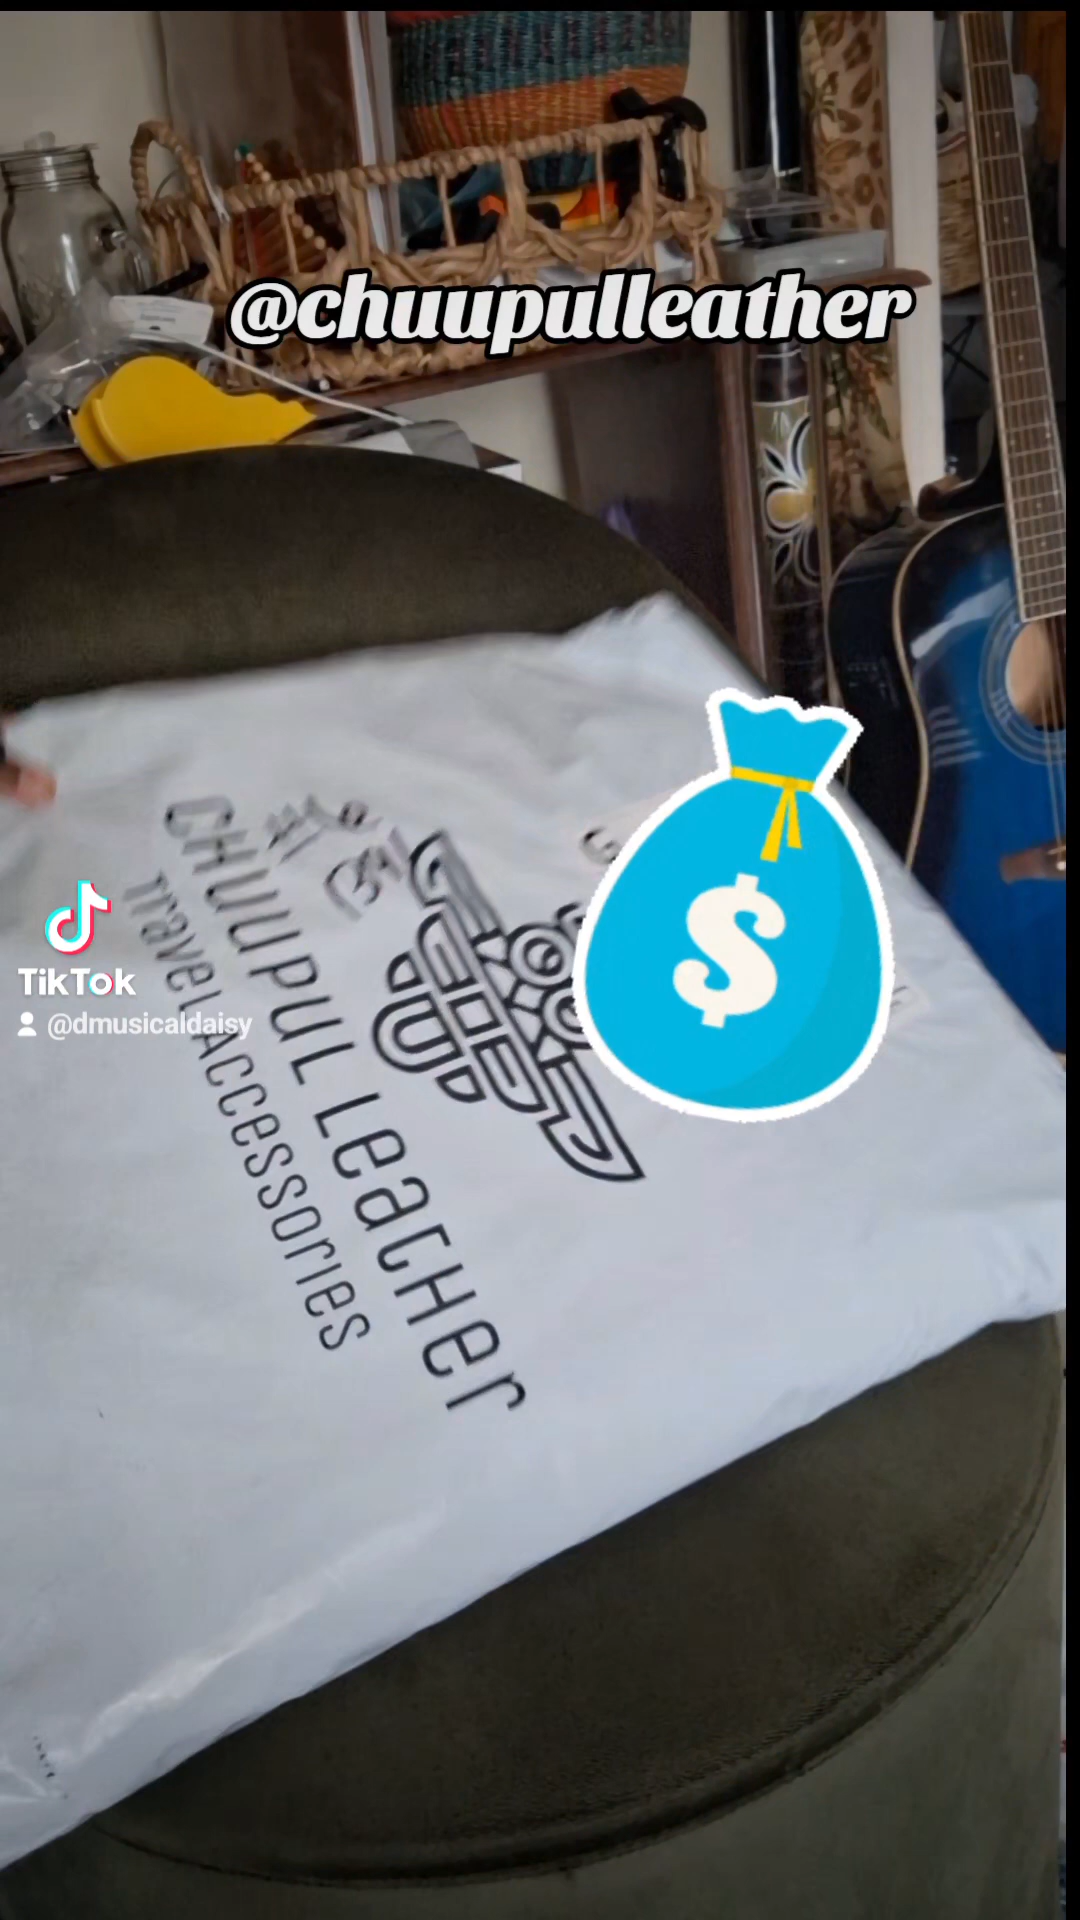 @chuupulleather
CHUUPUL Leather
Travel Accessories
$
TikTok
@dmusicaldaisy